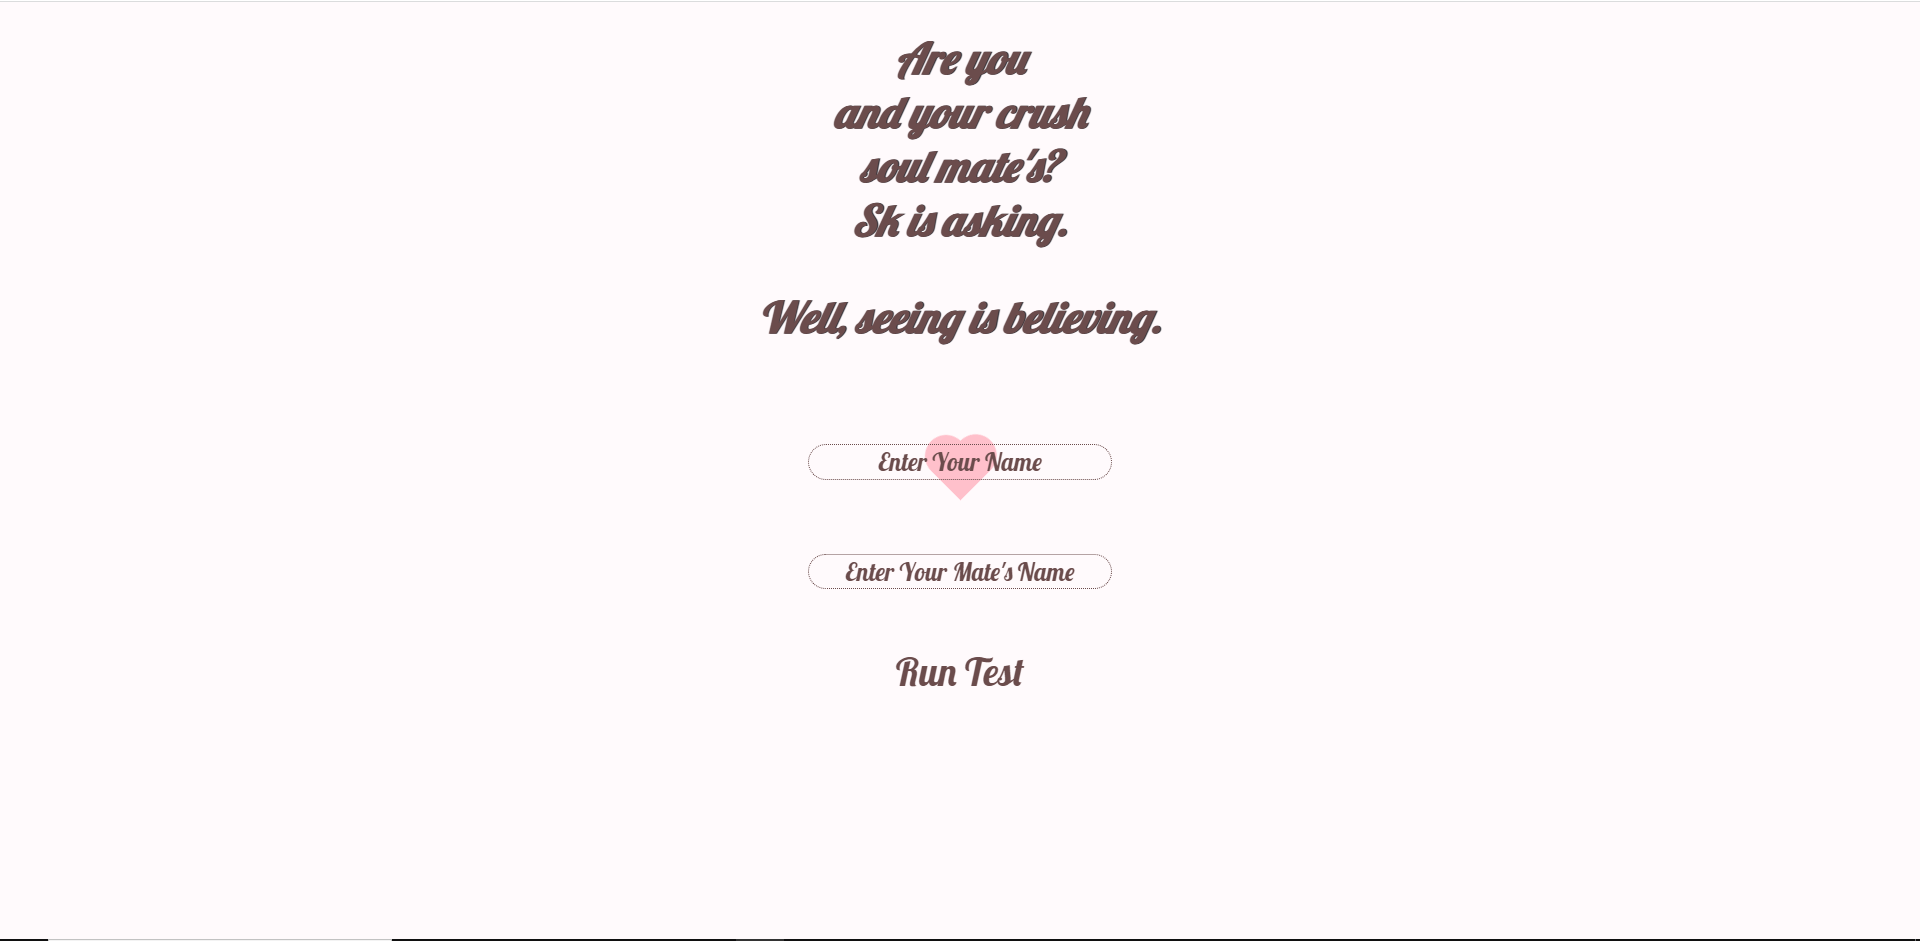 Are you
and your crush
soul mate's?
Sk is asking.
Well, seeing is believing.
Enter Your Name
Enter Your Mate's Name
Run Test